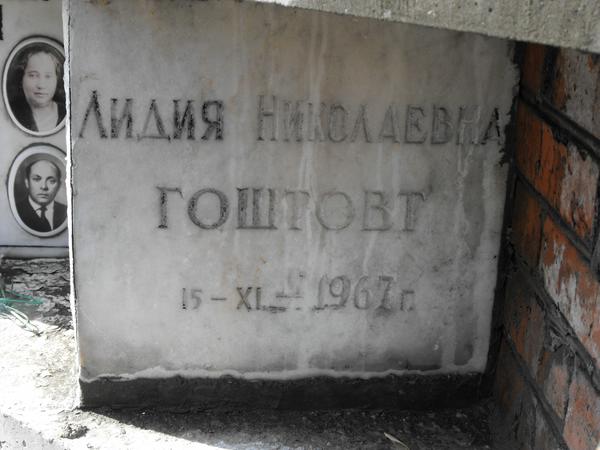 Лидия Николаевна
Гоштовт
15 – XI – 1967 г.